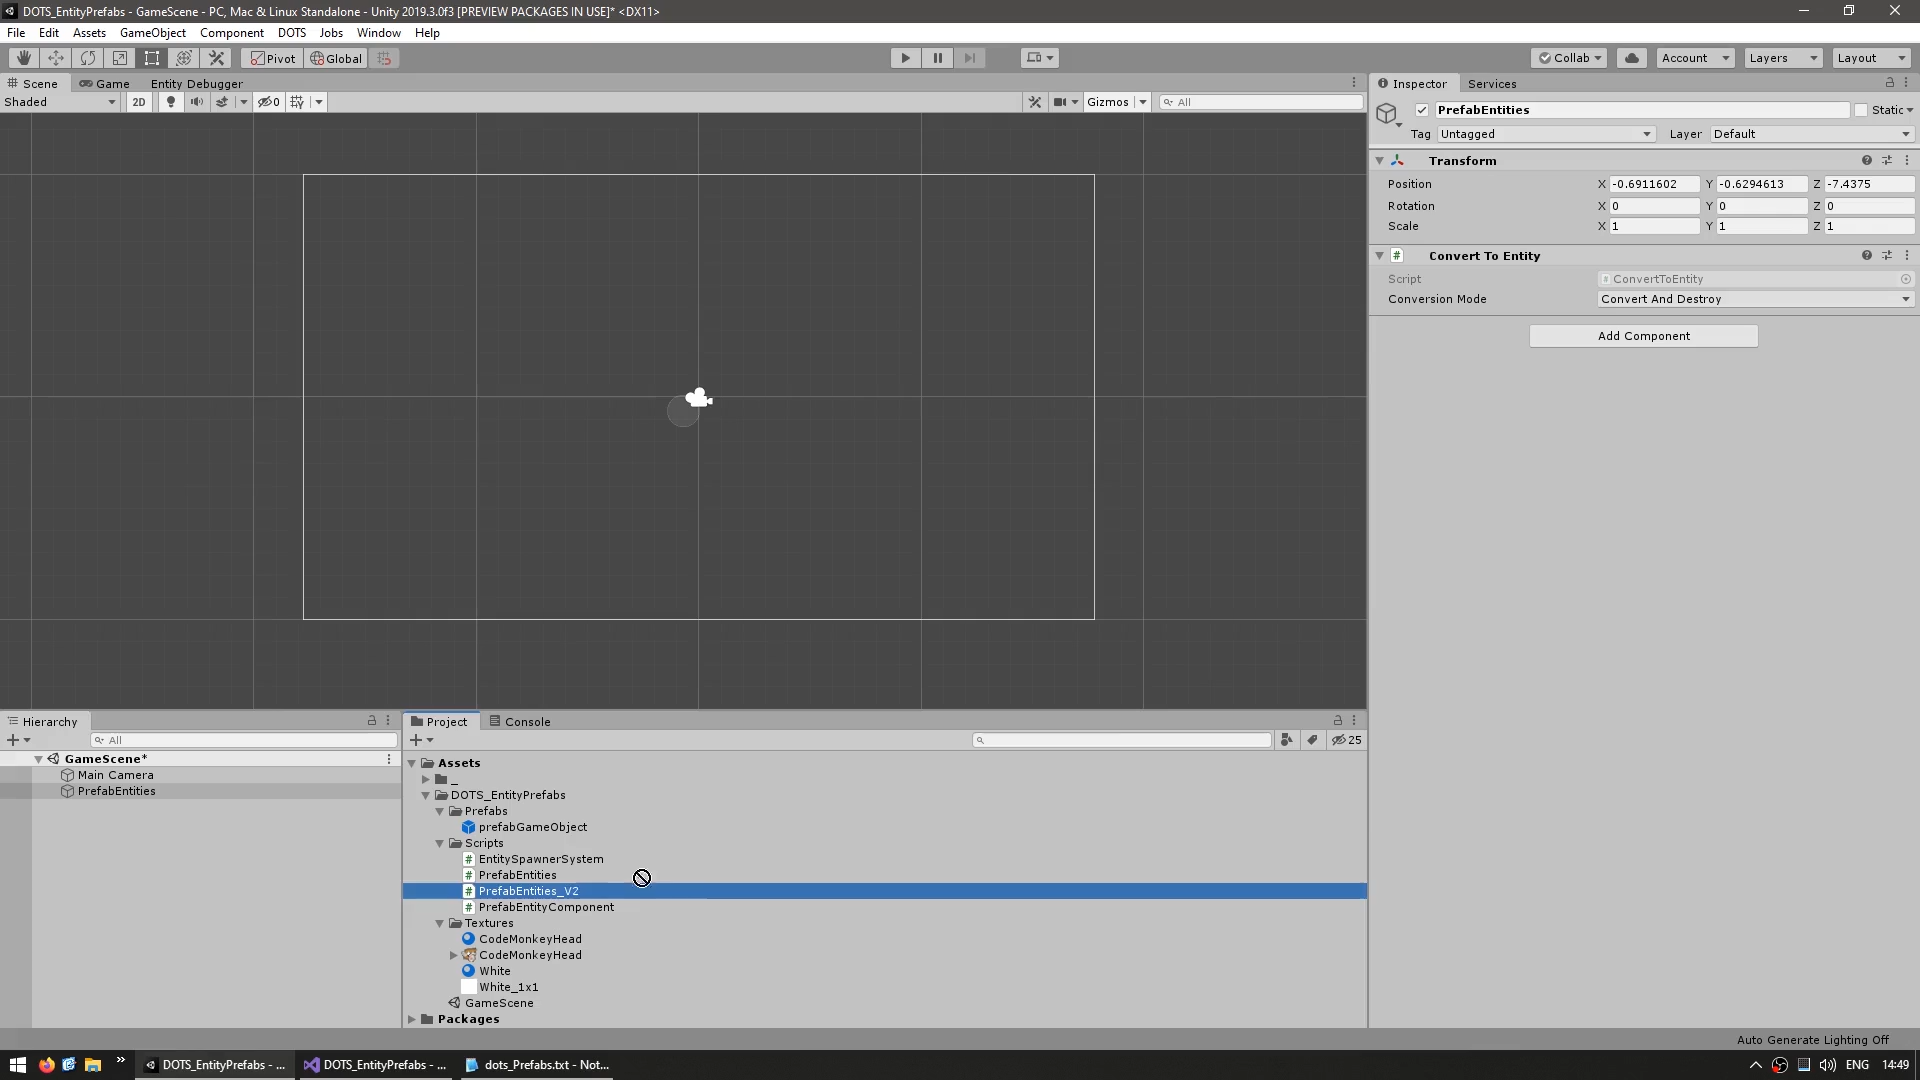 DOTS_EntityPrefabs - GameScene - PC, Mac & Linux Standalone - Unity 2019.3.0f3 [PREVIEW PACKAGES IN USE]* <DX11>
File Edit Assets GameObject Component DOTS Jobs Window Help
Pivot Global Collab Account Layers Layout
Scene Game Entity Debugger
Shaded 2D 0 Gizmos All
Inspector Services
PrefabEntities Static
Tag Untagged Layer Default
Transform
Position X -0.6911602 Y -0.6294613 Z -7.4375
Rotation X 0 Y 0 Z 0
Scale X 1 Y 1 Z 1
Convert To Entity
Script ConvertToEntity
Conversion Mode Convert And Destroy
Add Component
Hierarchy
All
GameScene*
Main Camera
PrefabEntities
Project Console
25
Assets
_
DOTS_EntityPrefabs
Prefabs
prefabGameObject
Scripts
EntitySpawnerSystem
PrefabEntities
PrefabEntities_V2
PrefabEntityComponent
Textures
CodeMonkeyHead
CodeMonkeyHead
White
White_1x1
GameScene
Packages
Auto Generate Lighting Off
DOTS_EntityPrefabs - ... DOTS_EntityPrefabs - ... dots_Prefabs.txt - Not... ENG 14:49